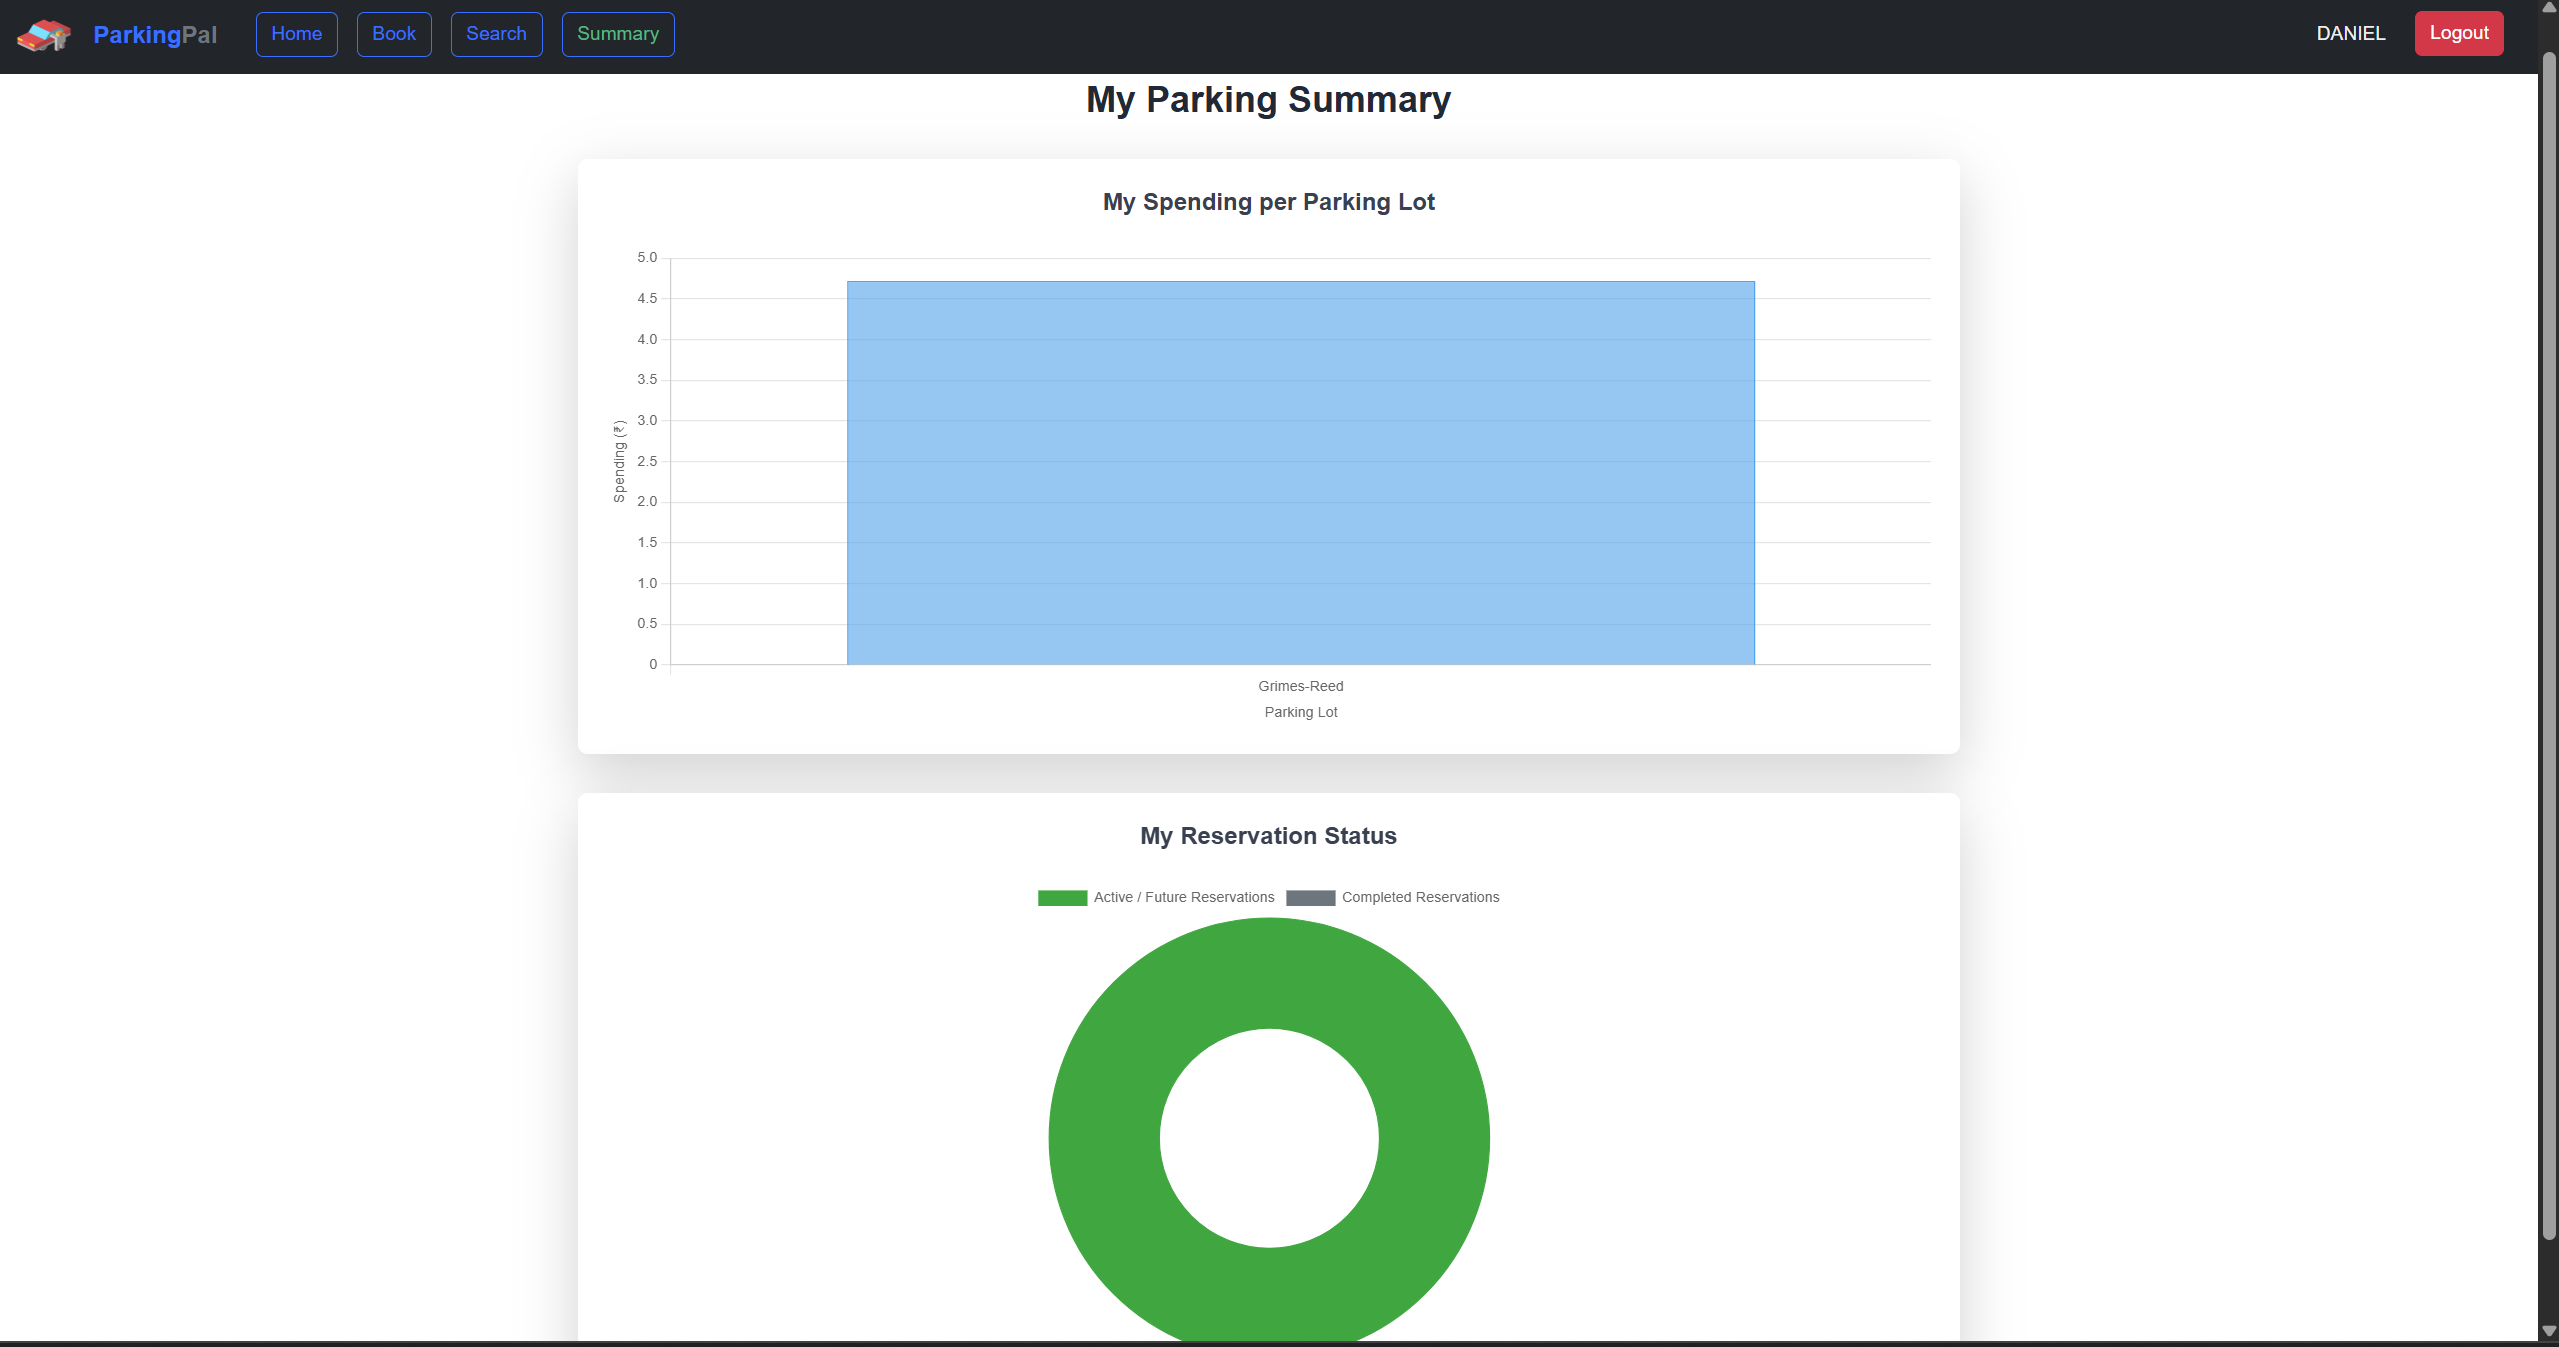 ParkingPal Home Book Search Summary DANIEL Logout
My Parking Summary
My Spending per Parking Lot
5.0
4.5
4.0
3.5
3.0
2.5
2.0
1.5
1.0
0.5
0
Spending (₹)
Grimes-Reed
Parking Lot
My Reservation Status
Active / Future Reservations Completed Reservations